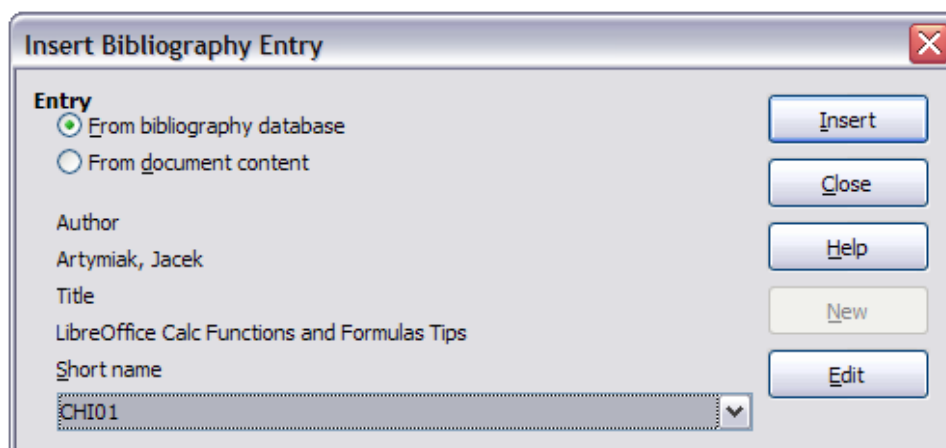 Insert Bibliography Entry
Entry
From bibliography database
From document content
Author
Artymiak, Jacek
Title
LibreOffice Calc Functions and Formulas Tips
Short name
CHI01
Insert
Close
Help
New
Edit